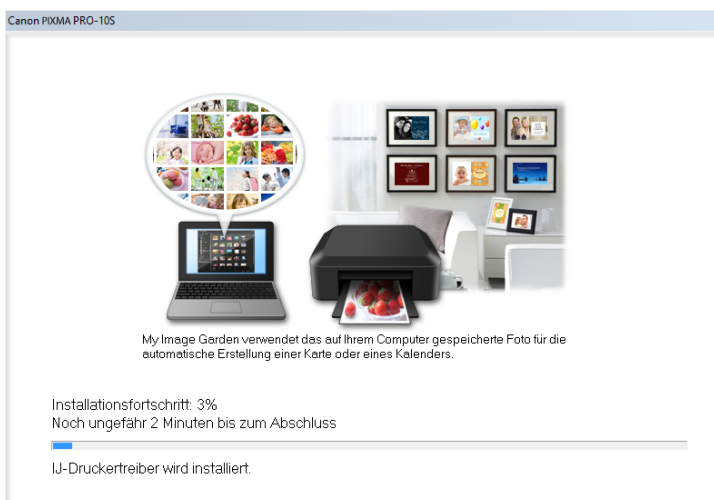 Canon PIXMA PRO-10S
My Image Garden verwendet das auf Ihrem Computer gespeicherte Foto für die
automatische Erstellung einer Karte oder eines Kalenders.
Installationsfortschritt: 3%
Noch ungefähr 2 Minuten bis zum Abschluss
IJ-Druckertreiber wird installiert.